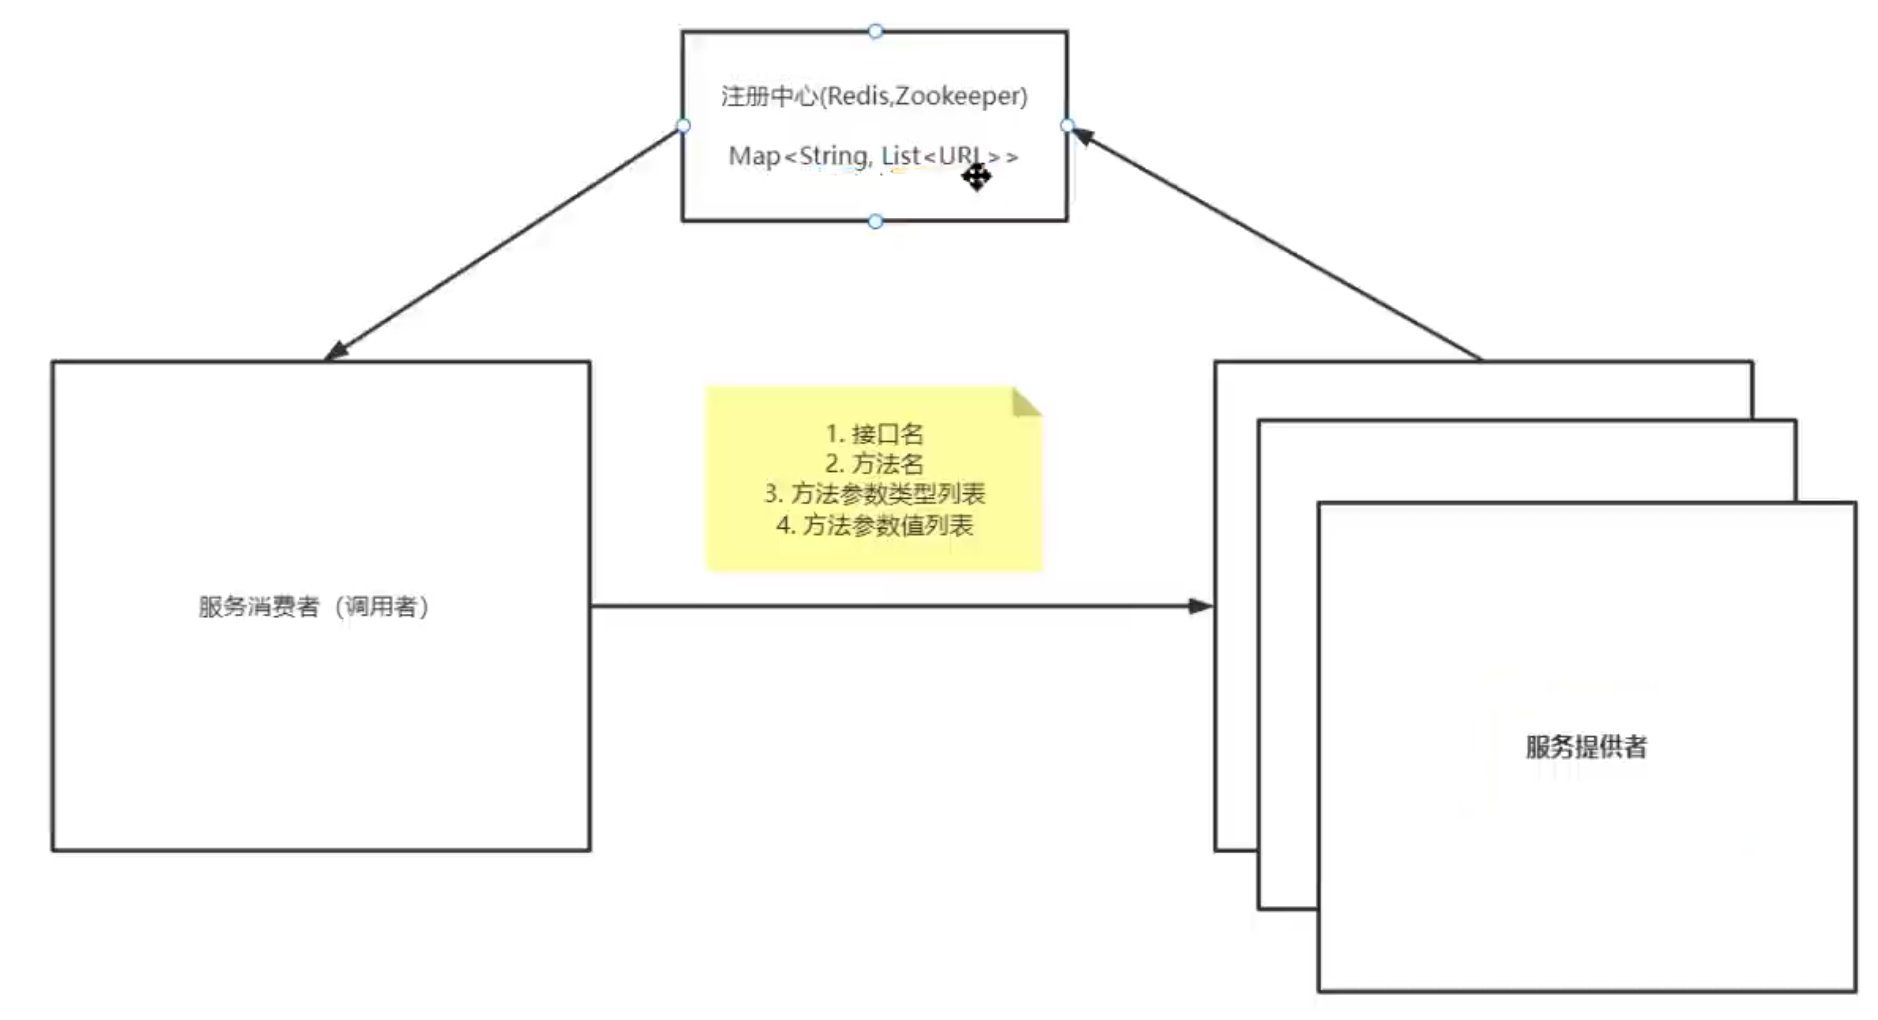 注册中心(Redis,Zookeeper)
Map<String, List<URL>>
1. 接口名
2. 方法名
3. 方法参数类型列表
4. 方法参数值列表
服务消费者（调用者）
服务提供者